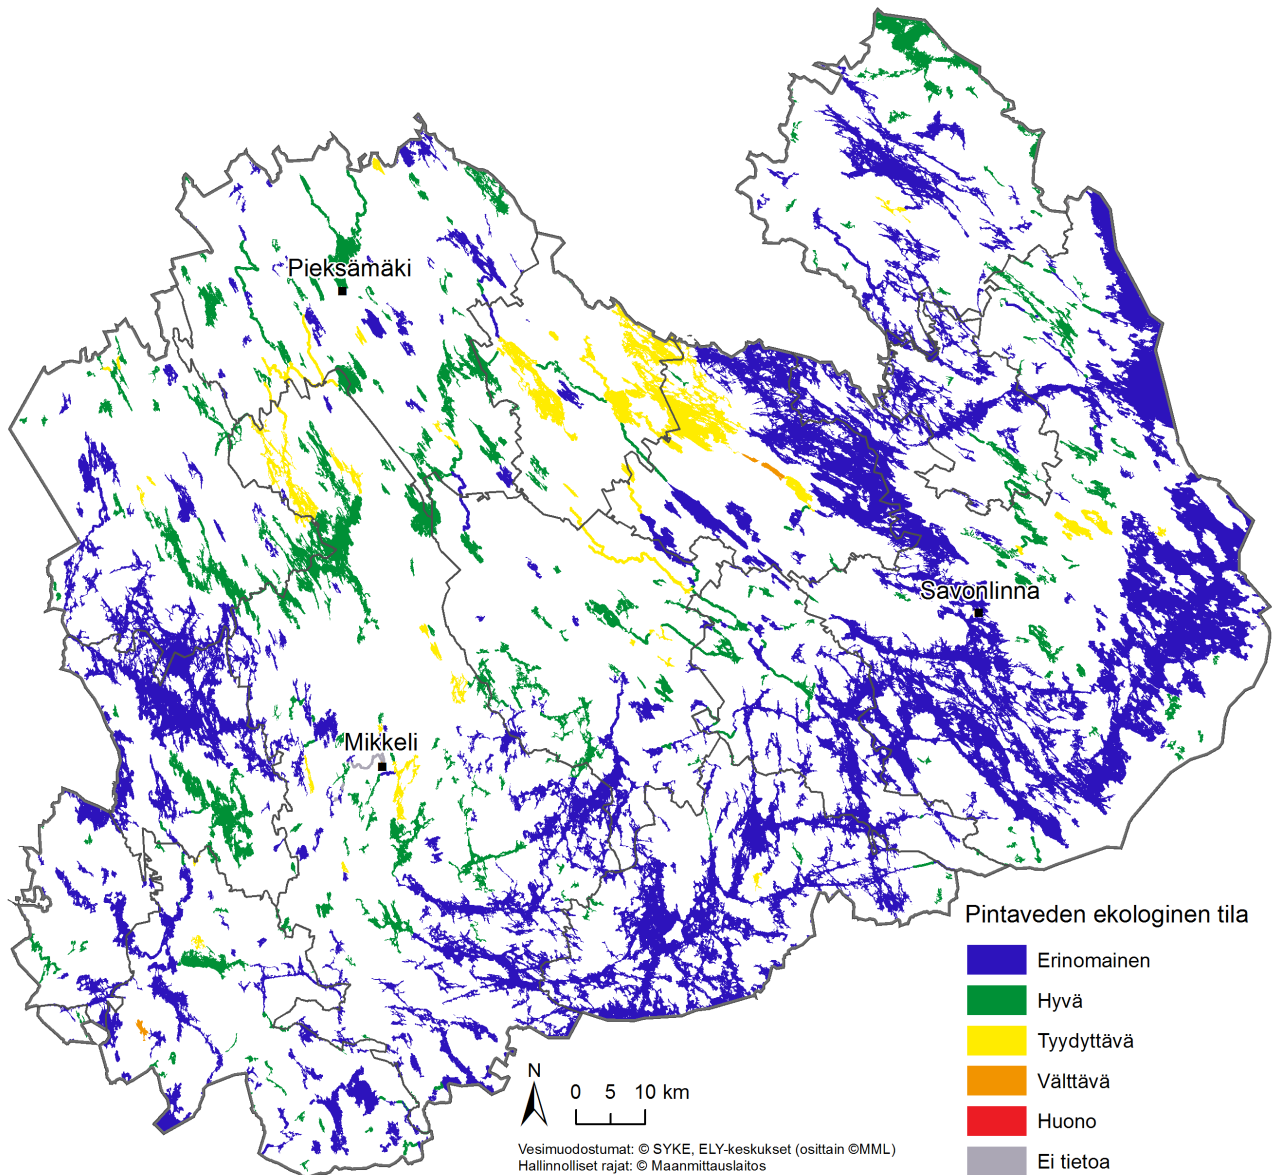 Pieksämäki
Savonlinna
Mikkeli
Pintaveden ekologinen tila
Erinomainen
Hyvä
Tyydyttävä
Välttävä
Huono
Ei tietoa
N
0 5 10 km
Vesimuodostumat: © SYKE, ELY-keskukset (osittain ©MML)
Hallinnolliset rajat: © Maanmittauslaitos